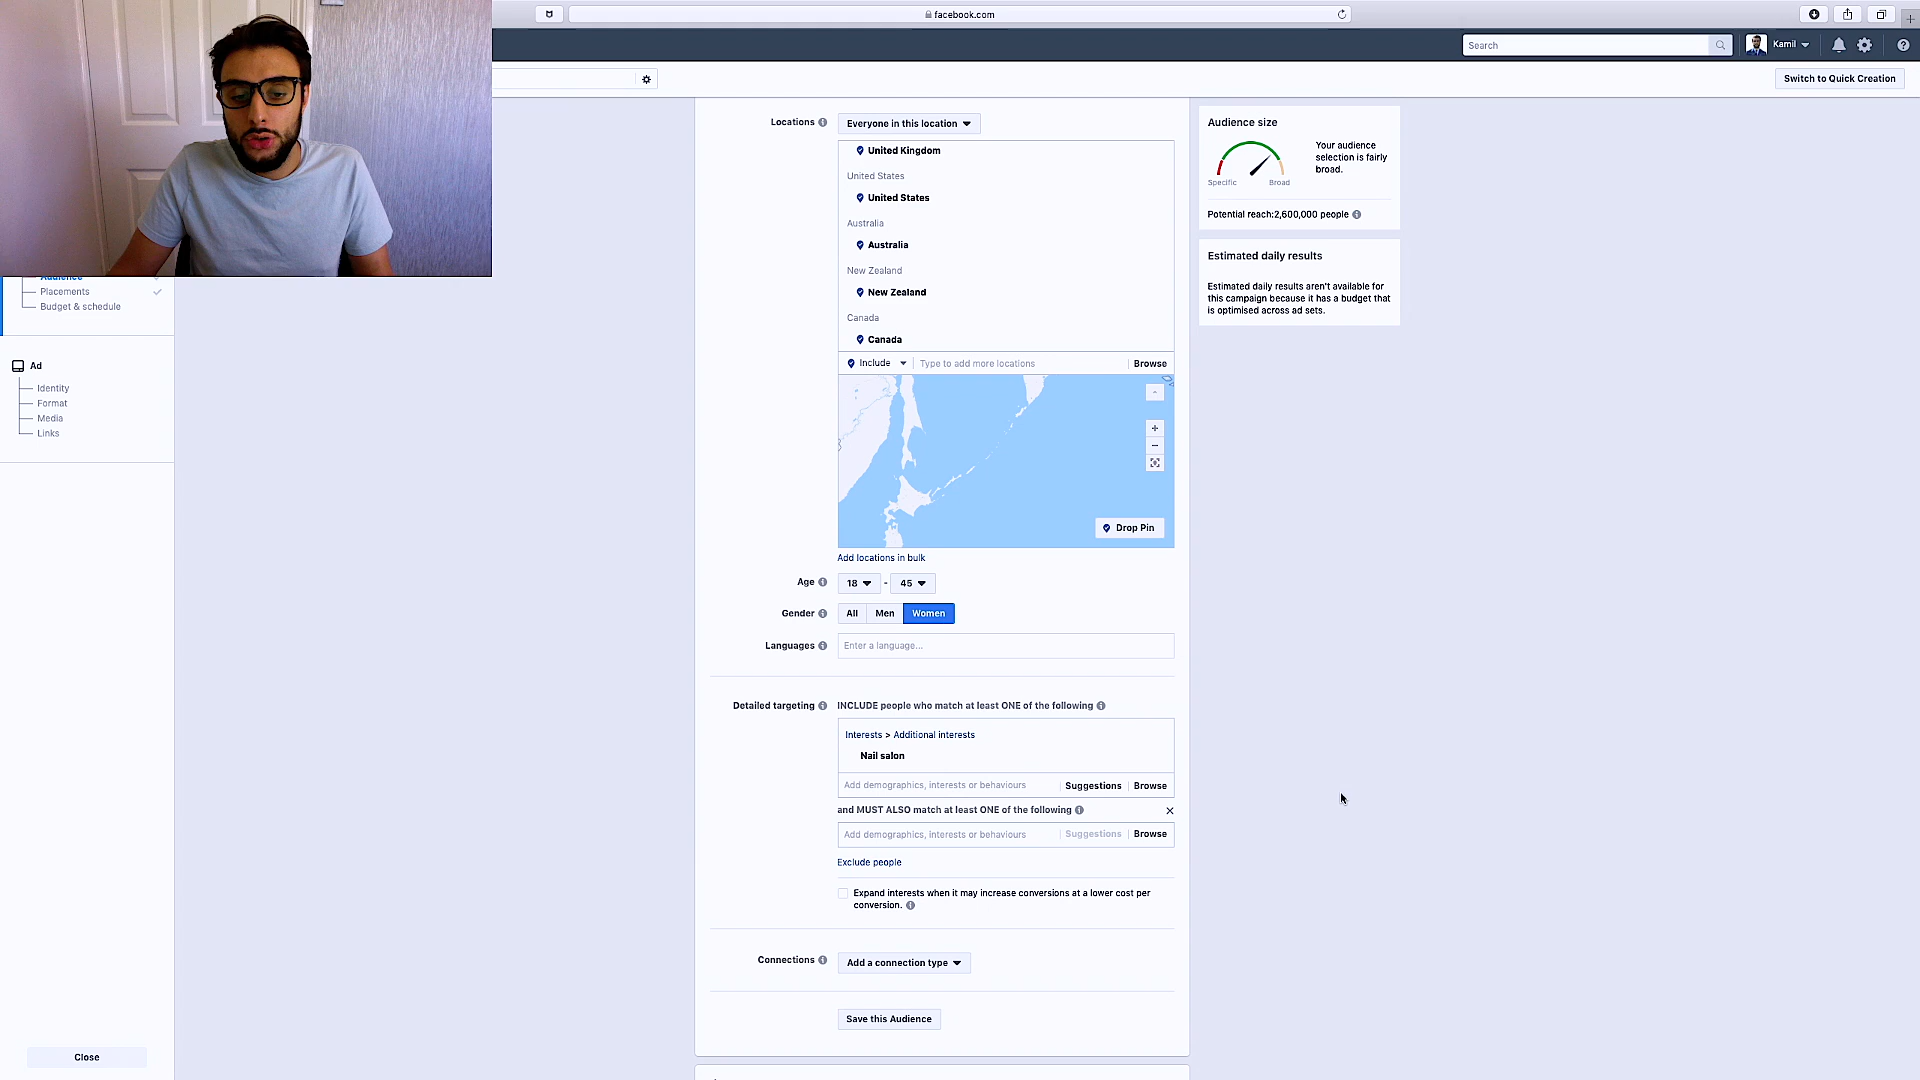 facebook.com
Search
Kamil
Switch to Quick Creation
Audience
Placements
Budget & schedule
Ad
Identity
Format
Media
Links
Close
Locations
Everyone in this location
United Kingdom
United States
United States
Australia
Australia
New Zealand
New Zealand
Canada
Canada
Include
Type to add more locations
Browse
Drop Pin
Add locations in bulk
Age
18 - 45
Gender
All Men Women
Languages
Enter a language...
Detailed targeting
INCLUDE people who match at least ONE of the following
Interests > Additional interests
Nail salon
Add demographics, interests or behaviours
Suggestions
Browse
and MUST ALSO match at least ONE of the following
Add demographics, interests or behaviours
Suggestions
Browse
Exclude people
Expand interests when it may increase conversions at a lower cost per
conversion.
Connections
Add a connection type
Save this Audience
Audience size
Specific
Broad
Your audience
selection is fairly
broad.
Potential reach:2,600,000 people
Estimated daily results
Estimated daily results aren't available for
this campaign because it has a budget that
is optimised across ad sets.